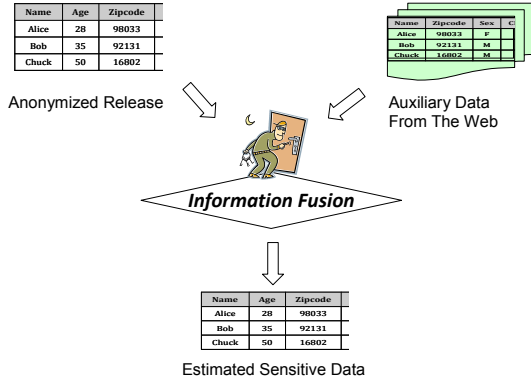 Name Age Zipcode
Alice 28 98033
Bob 35 92131
Chuck 50 16802
Anonymized Release
Name Zipcode Sex
Alice 98033 F
Bob 92131 M
Chuck 16802 M
Auxiliary Data
From The Web
Information Fusion
Name Age Zipcode
Alice 28 98033
Bob 35 92131
Chuck 50 16802
Estimated Sensitive Data